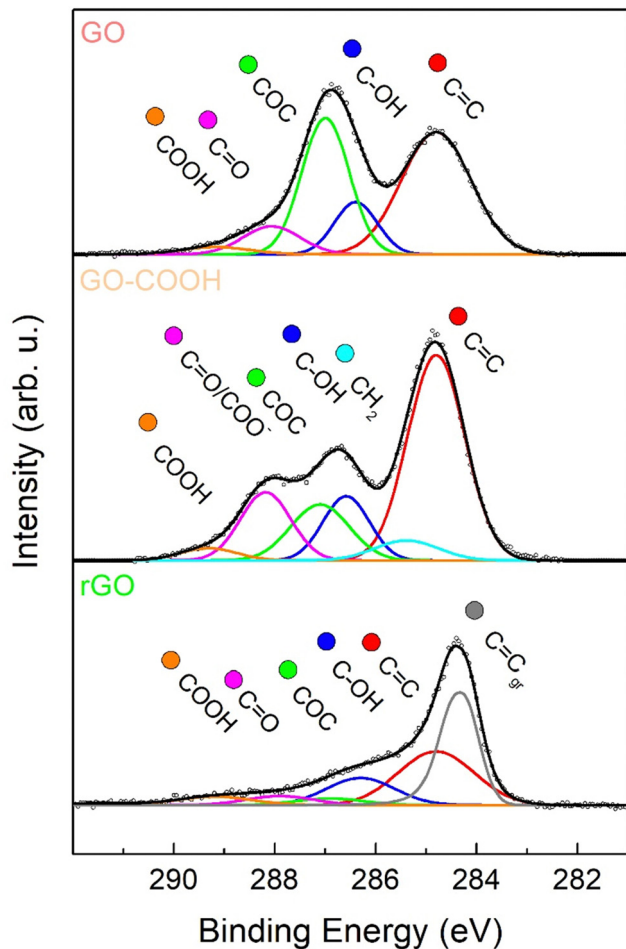 GO
COOH
C=O
COC
C-OH
C=C
GO-COOH
COOH
C=O/COO⁻
COC
C-OH
CH₂
C=C
rGO
COOH
C=O
COC
C-OH
C=C
C=C gr
Intensity (arb. u.)
290 288 286 284 282
Binding Energy (eV)